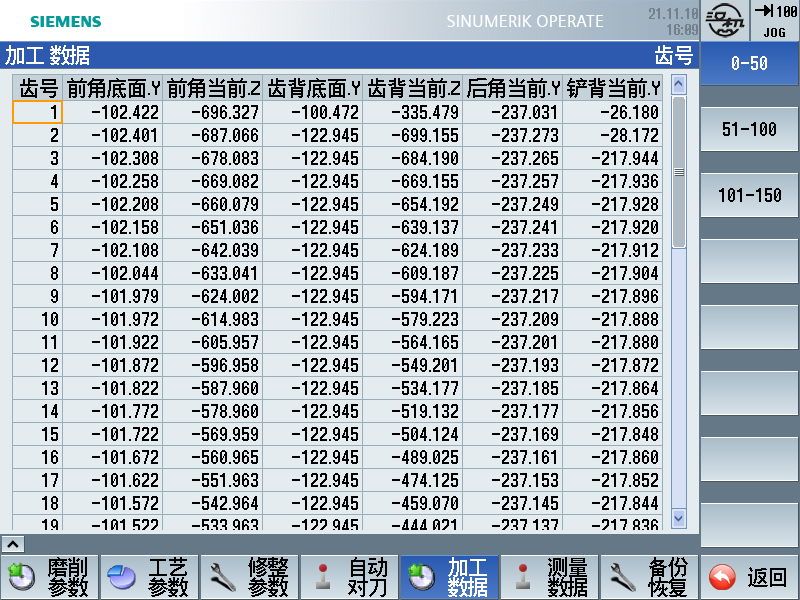 SIEMENS
SINUMERIK OPERATE
21.11.18
16:09
100
JOG
加工 数据 齿号
齿号 前角底面.Y 前角当前.Z 齿背底面.Y 齿背当前.Z 后角当前.Y 铲背当前.Y
1 -102.422 -696.327 -100.472 -335.479 -237.031 -26.180
2 -102.401 -687.066 -122.945 -699.155 -237.273 -28.172
3 -102.308 -678.083 -122.945 -684.190 -237.265 -217.944
4 -102.258 -669.082 -122.945 -669.155 -237.257 -217.936
5 -102.208 -660.079 -122.945 -654.192 -237.249 -217.928
6 -102.158 -651.036 -122.945 -639.137 -237.241 -217.920
7 -102.108 -642.039 -122.945 -624.189 -237.233 -217.912
8 -102.044 -633.041 -122.945 -609.187 -237.225 -217.904
9 -101.979 -624.002 -122.945 -594.171 -237.217 -217.896
10 -101.972 -614.983 -122.945 -579.223 -237.209 -217.888
11 -101.922 -605.957 -122.945 -564.165 -237.201 -217.880
12 -101.872 -596.958 -122.945 -549.201 -237.193 -217.872
13 -101.822 -587.960 -122.945 -534.177 -237.185 -217.864
14 -101.772 -578.960 -122.945 -519.132 -237.177 -217.856
15 -101.722 -569.959 -122.945 -504.124 -237.169 -217.848
16 -101.672 -560.965 -122.945 -489.025 -237.161 -217.860
17 -101.622 -551.963 -122.945 -474.125 -237.153 -217.852
18 -101.572 -542.964 -122.945 -459.070 -237.145 -217.844
19 -101.522 -533.963 -122.945 -444.021 -237.137 -217.836
0-50
51-100
101-150
磨削
参数
工艺
参数
修整
参数
自动
对刀
加工
数据
测量
数据
备份
恢复
返回